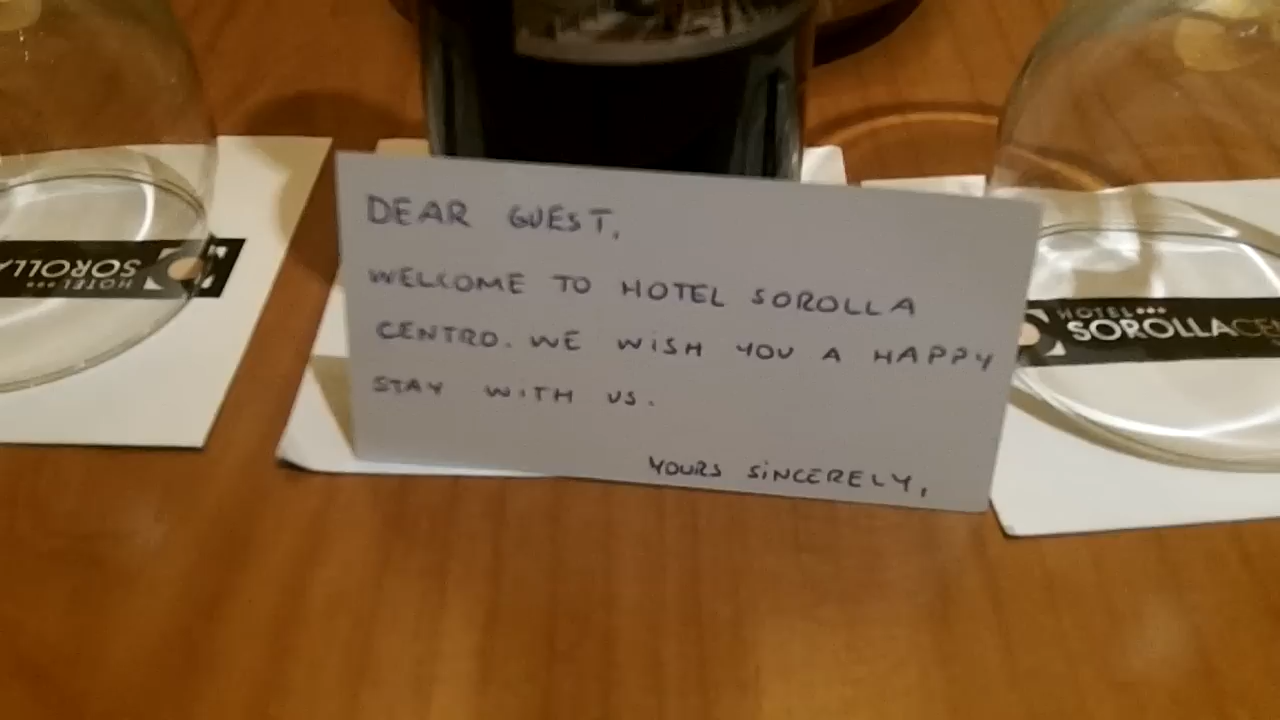 DEAR GUEST,
WELCOME TO HOTEL SOROLLA
CENTRO. WE WISH YOU A HAPPY
STAY WITH US.
YOURS SINCERELY,
HOTEL***
SOROLLA
HOTEL***
SOROLLACE